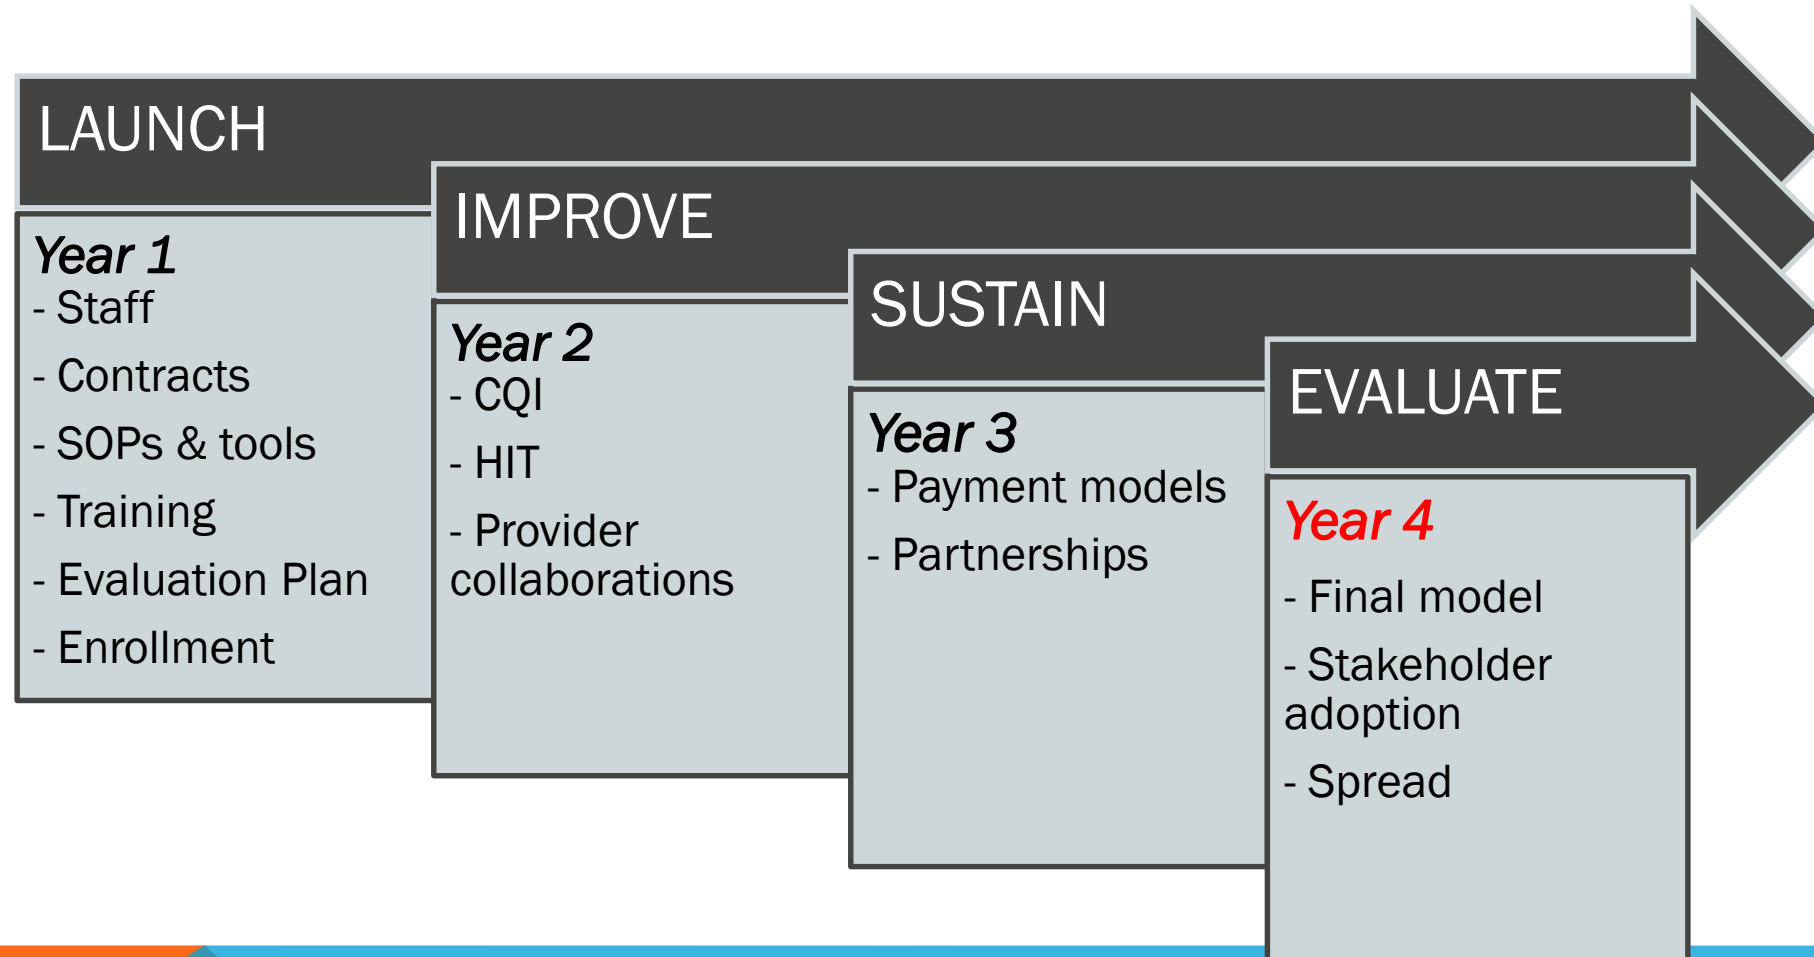 LAUNCH
Year 1
- Staff
- Contracts
- SOPs & tools
- Training
- Evaluation Plan
- Enrollment
IMPROVE
Year 2
- CQI
- HIT
- Provider
collaborations
SUSTAIN
Year 3
- Payment models
- Partnerships
EVALUATE
Year 4
- Final model
- Stakeholder
adoption
- Spread